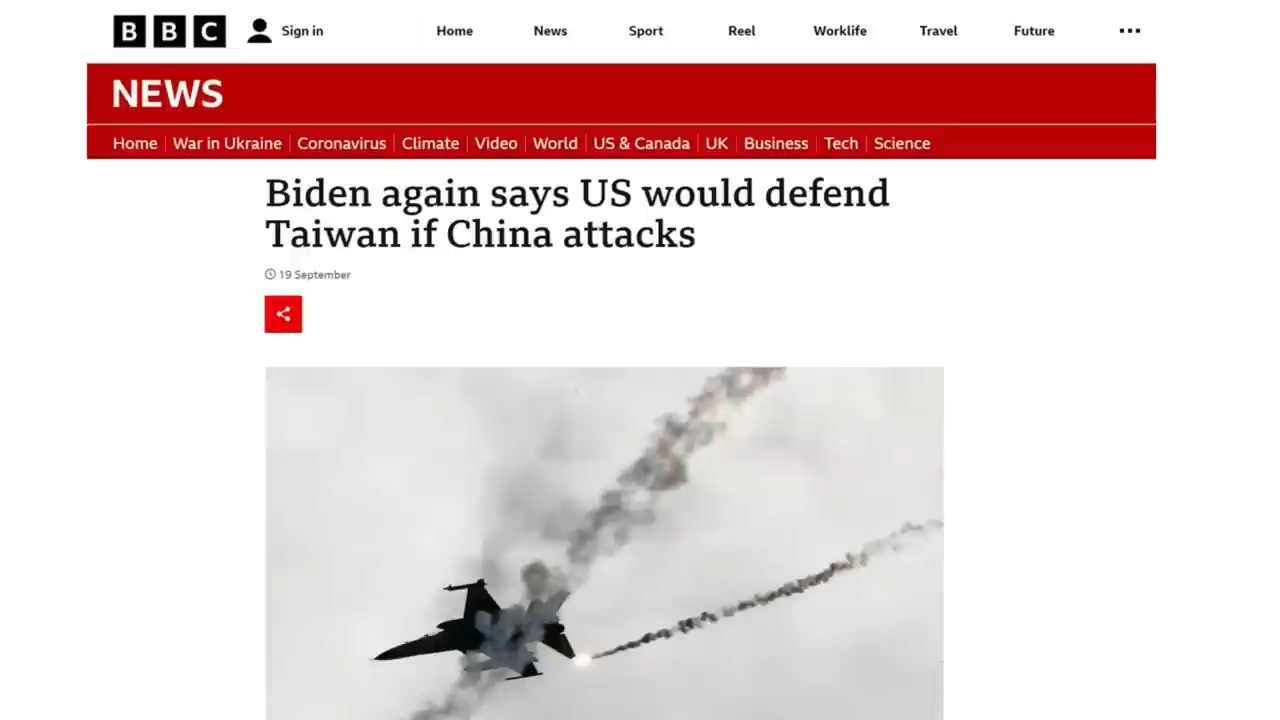 BBC Sign in Home News Sport Reel Worklife Travel Future
NEWS
Home War in Ukraine Coronavirus Climate Video World US & Canada UK Business Tech Science
Biden again says US would defend
Taiwan if China attacks
19 September